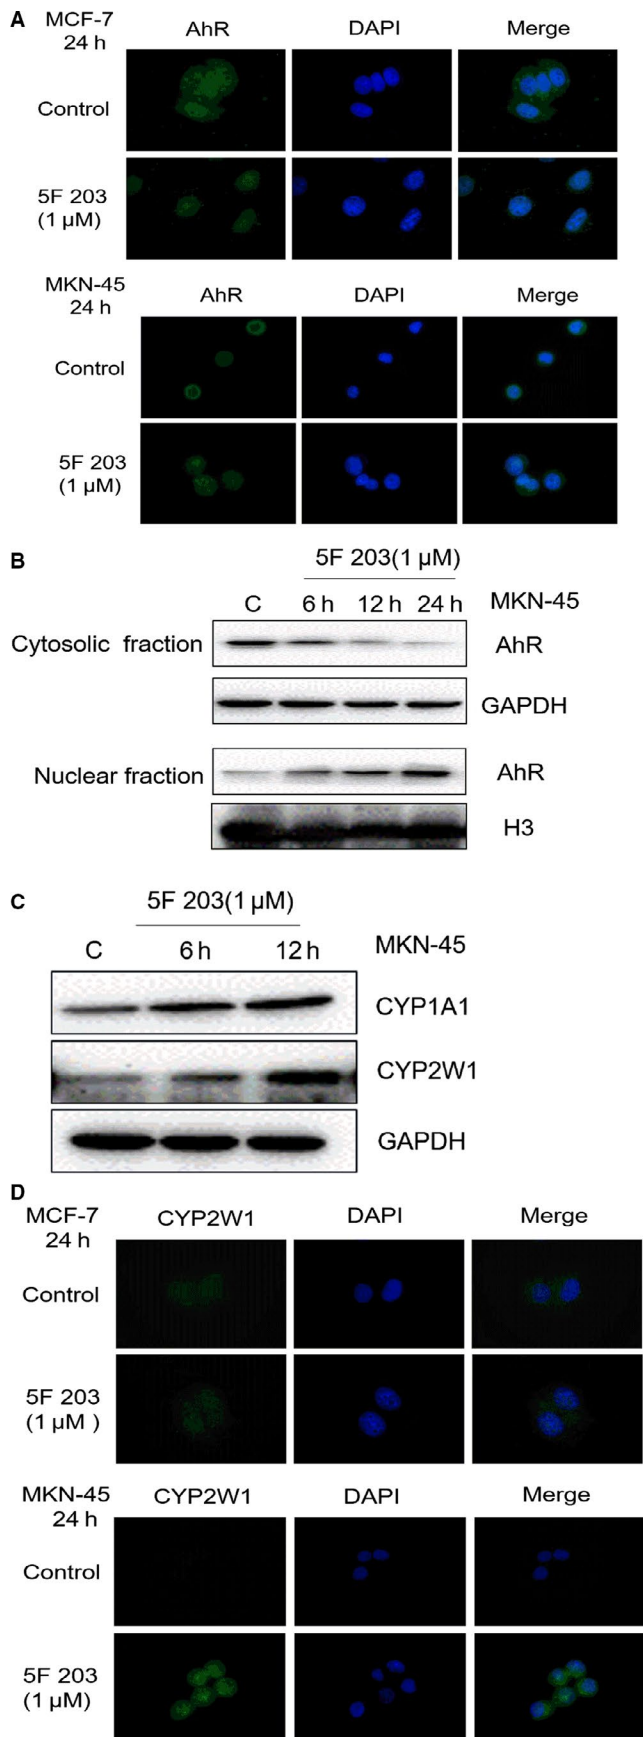 A
MCF-7
24 h
AhR
DAPI
Merge
Control
5F 203
(1 µM)
MKN-45
24 h
AhR
DAPI
Merge
Control
5F 203
(1 µM)
B
5F 203(1 µM)
C
6 h
12 h
24 h
MKN-45
Cytosolic fraction
AhR
GAPDH
Nuclear fraction
AhR
H3
C
5F 203(1 µM)
C
6 h
12 h
MKN-45
CYP1A1
CYP2W1
GAPDH
D
MCF-7
24 h
CYP2W1
DAPI
Merge
Control
5F 203
(1 µM )
MKN-45
24 h
CYP2W1
DAPI
Merge
Control
5F 203
(1 µM)